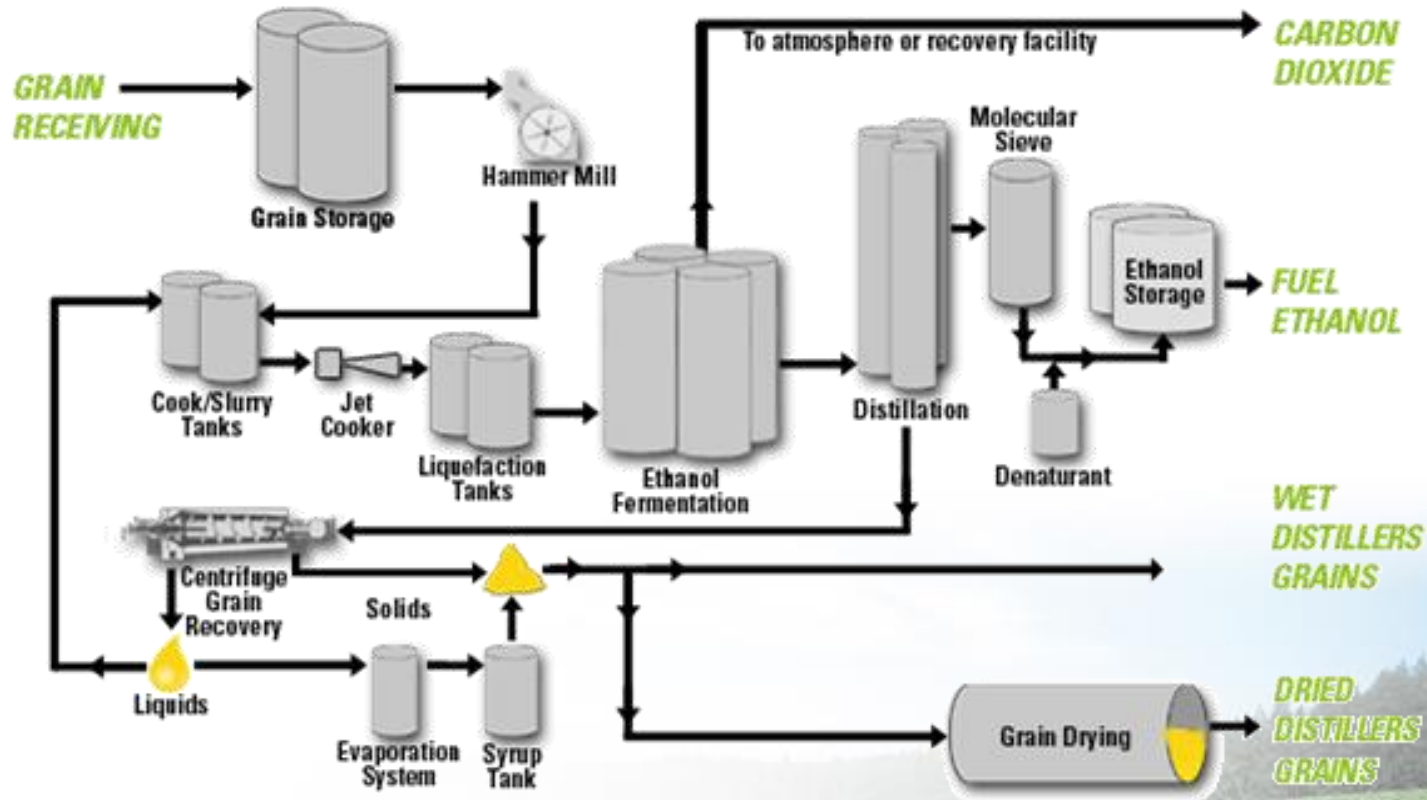 GRAIN
RECEIVING
Grain Storage
Hammer Mill
To atmosphere or recovery facility
CARBON
DIOXIDE
Molecular
Sieve
Ethanol
Storage
FUEL
ETHANOL
Cook/Slurry
Tanks
Jet
Cooker
Liquefaction
Tanks
Ethanol
Fermentation
Distillation
Denaturant
WET
DISTILLERS
GRAINS
Centrifuge
Grain
Recovery
Solids
Liquids
Evaporation
System
Syrup
Tank
Grain Drying
DRIED
DISTILLERS
GRAINS